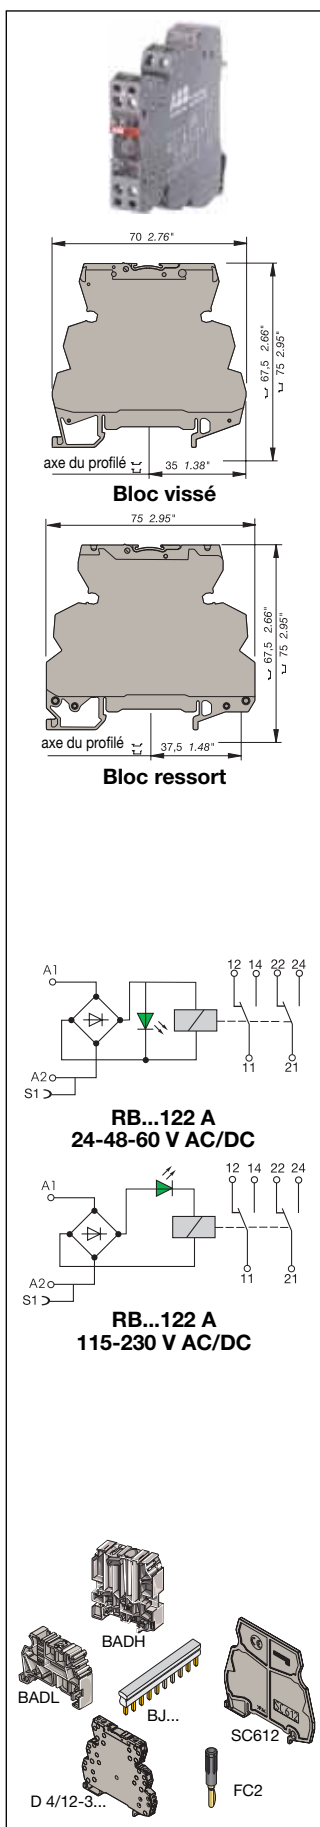 ABB
70 2.76"
67,5 2.66"
75 2.95"
axe du profilé
35 1.38"
Bloc vissé
75 2.95"
67,5 2.66"
75 2.95"
axe du profilé
37,5 1.48"
Bloc ressort
A1
12 14 22 24
A2
S1
11 21
RB...122 A
24-48-60 V AC/DC
A1
12 14 22 24
A2
S1
11 21
RB...122 A
115-230 V AC/DC
BADH
BADL
BJ...
SC612
SC612
D 4/12-3...
FC2